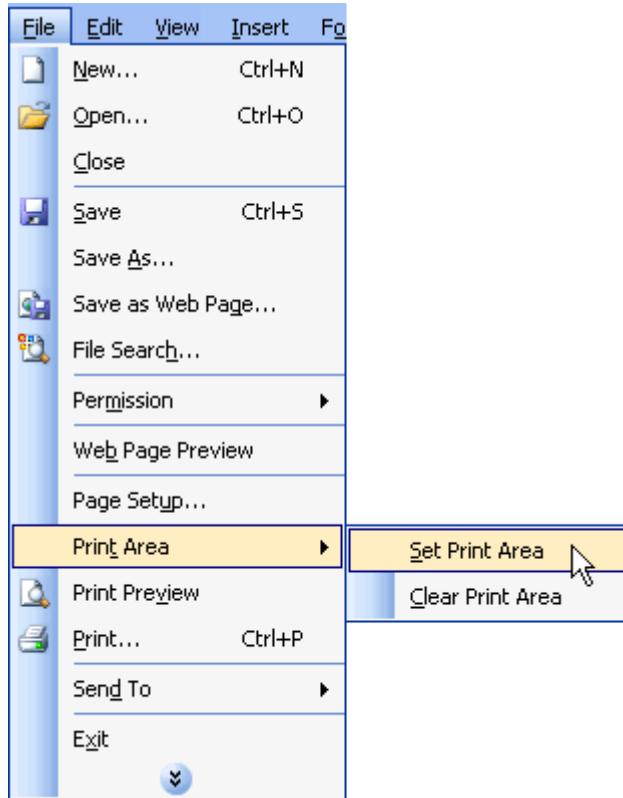 File Edit View Insert Fo
New... Ctrl+N
Open... Ctrl+O
Close
Save Ctrl+S
Save As...
Save as Web Page...
File Search...
Permission
Web Page Preview
Page Setup...
Print Area
Set Print Area
Print Preview
Clear Print Area
Print... Ctrl+P
Send To
Exit